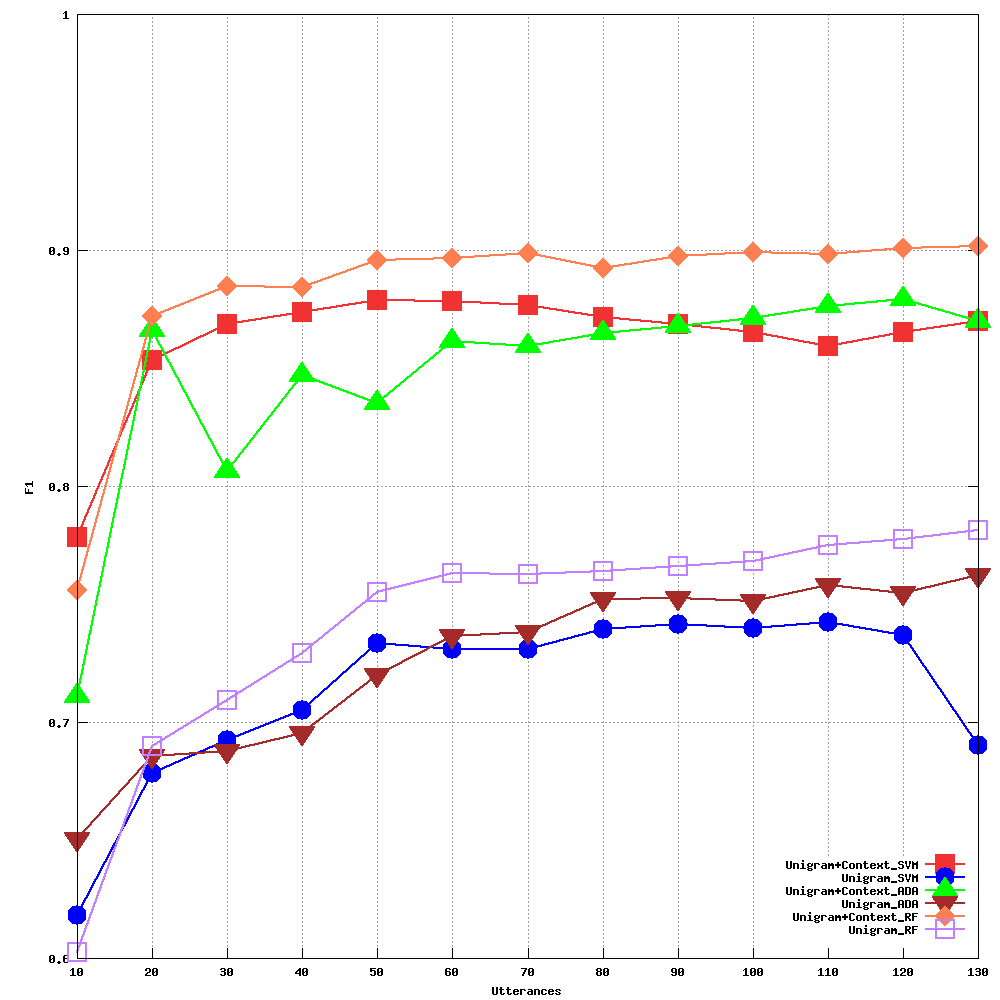 1
0.9
F1
0.8
0.7
0.6
Unigram+Context_SVM
Unigram_SVM
Unigram+Context_ADA
Unigram_ADA
Unigram+Context_RF
Unigram_RF
10 20 30 40 50 60 70 80 90 100 110 120 130
Utterances